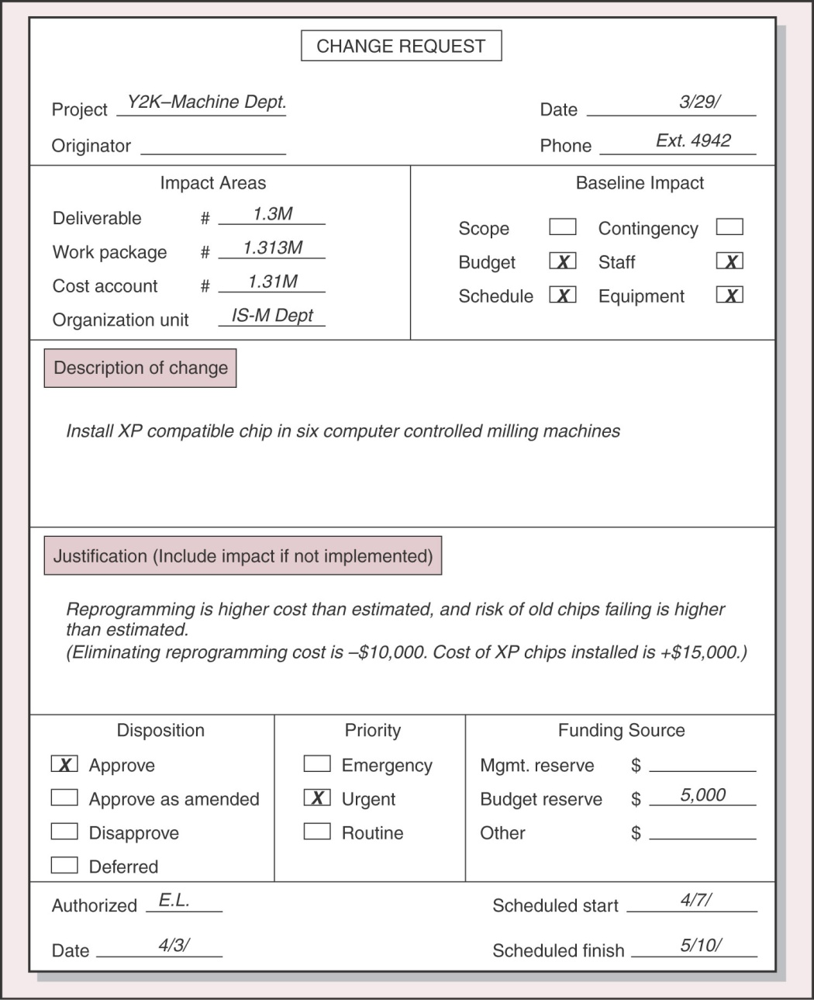 CHANGE REQUEST
Project Y2K–Machine Dept.
Date 3/29/
Originator
Phone Ext. 4942
Impact Areas
Deliverable # 1.3M
Work package # 1.313M
Cost account # 1.31M
Organization unit IS-M Dept
Baseline Impact
Scope Contingency
Budget X Staff X
Schedule X Equipment X
Description of change
Install XP compatible chip in six computer controlled milling machines
Justification (Include impact if not implemented)
Reprogramming is higher cost than estimated, and risk of old chips failing is higher
than estimated.
(Eliminating reprogramming cost is –$10,000. Cost of XP chips installed is +$15,000.)
Disposition
X Approve
Approve as amended
Disapprove
Deferred
Priority
Emergency
X Urgent
Routine
Funding Source
Mgmt. reserve $
Budget reserve $ 5,000
Other $
Authorized E.L.
Date 4/3/
Scheduled start 4/7/
Scheduled finish 5/10/